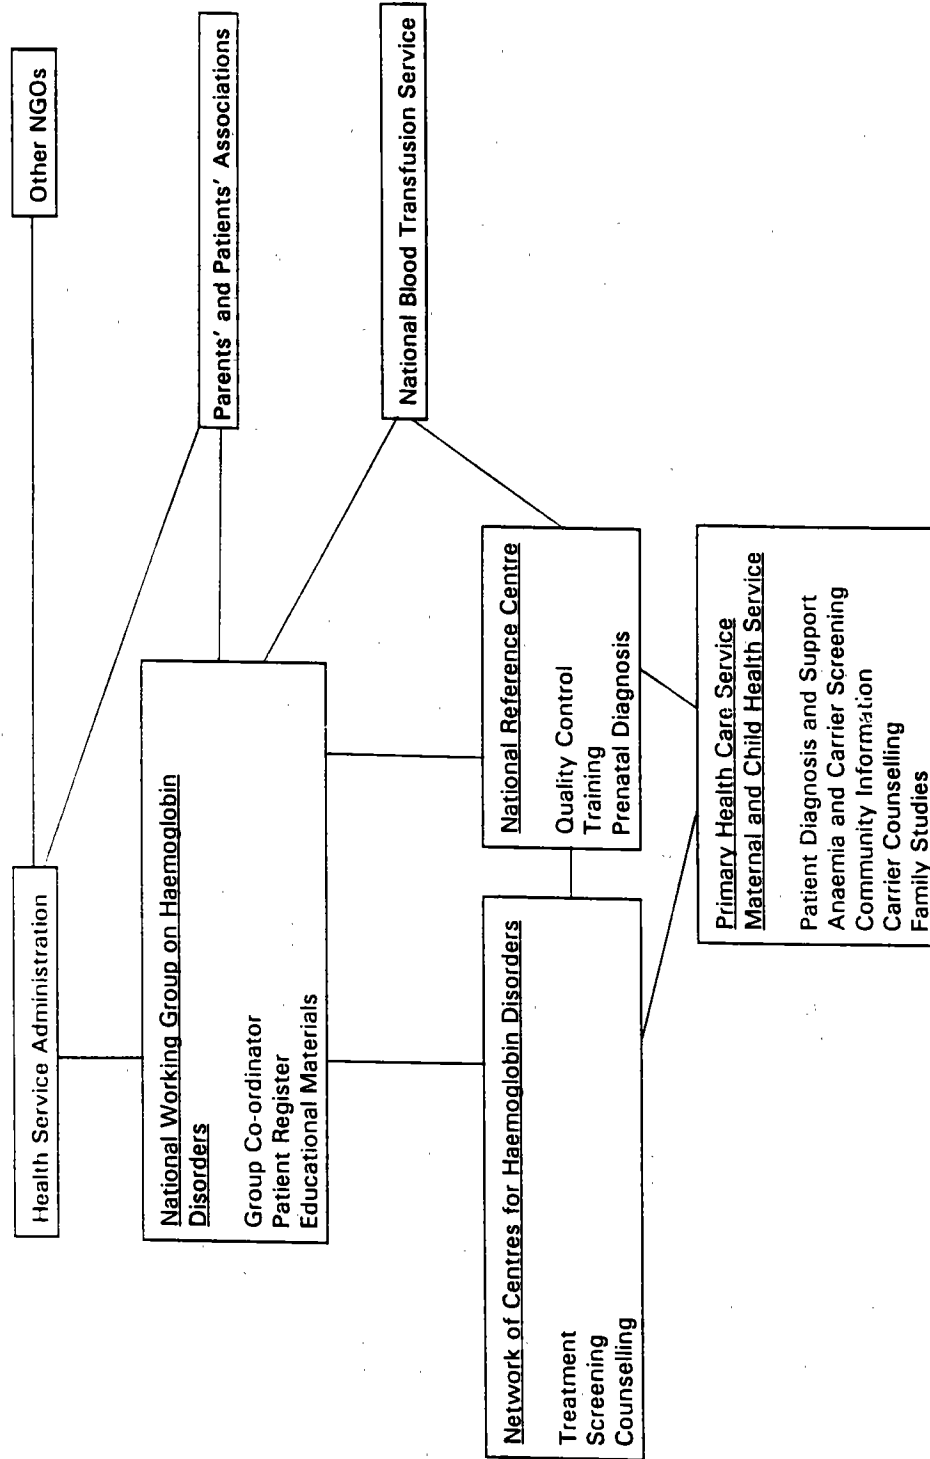 Health Service Administration
Other NGOs
National Working Group on Haemoglobin
Disorders
Group Co-ordinator
Patient Register
Educational Materials
Parents' and Patients' Associations
National Blood Transfusion Service
Network of Centres for Haemoglobin Disorders
Treatment
Screening
Counselling
National Reference Centre
Quality Control
Training
Prenatal Diagnosis
Primary Health Care Service
Maternal and Child Health Service
Patient Diagnosis and Support
Anaemia and Carrier Screening
Community Information
Carrier Counselling
Family Studies